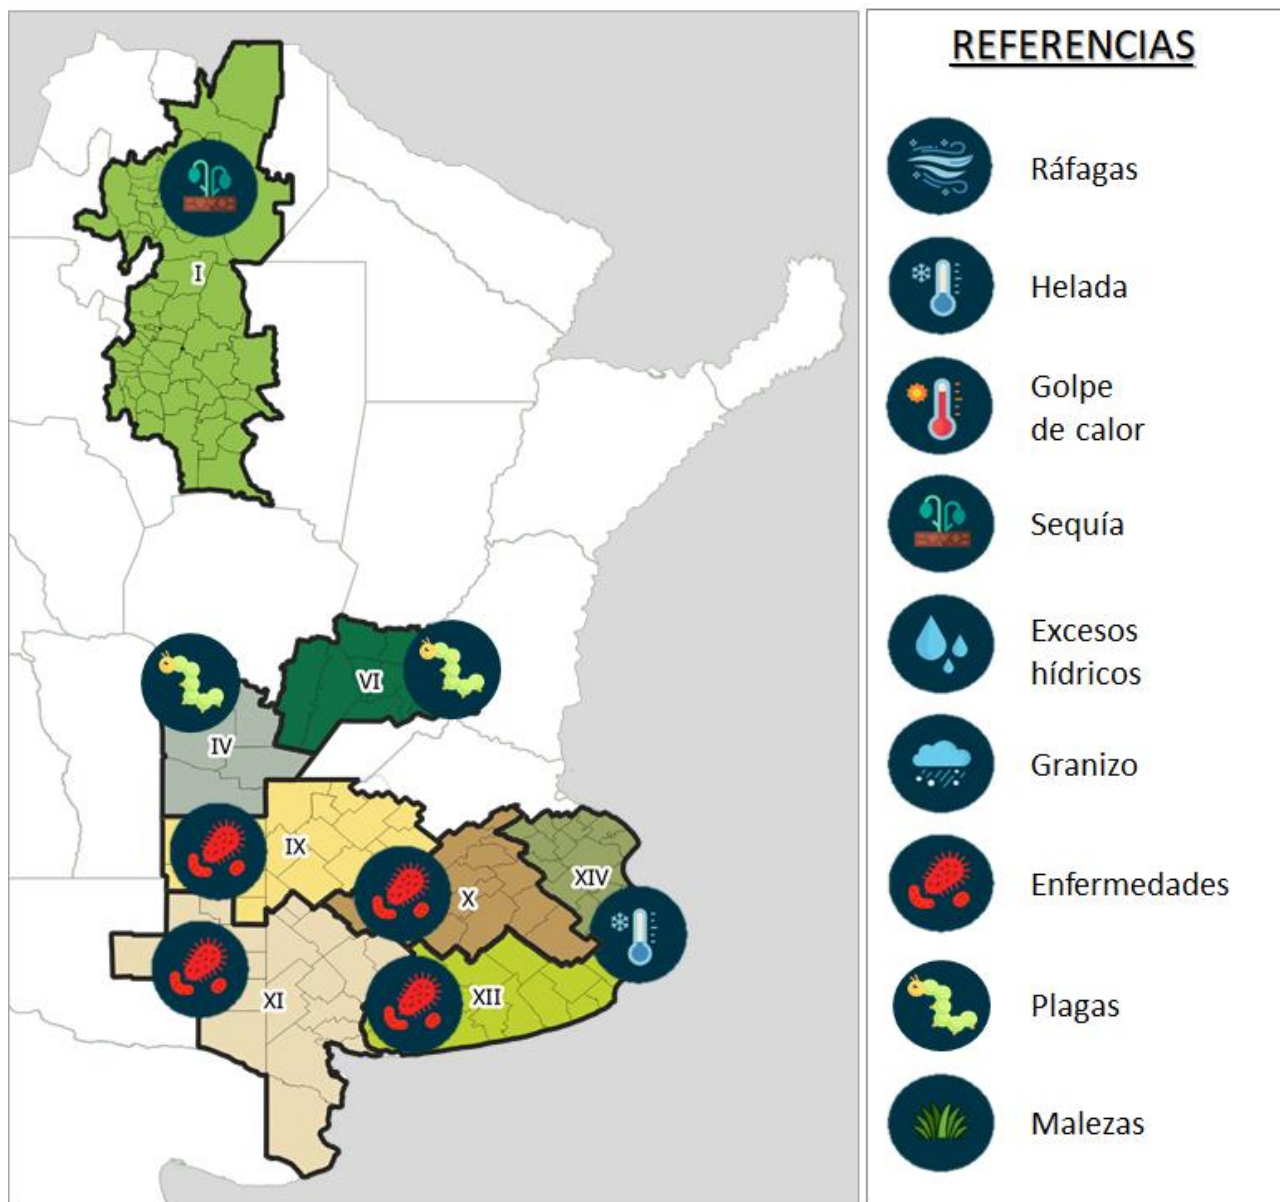 REFERENCIAS
Ráfagas
Helada
Golpe
de calor
Sequía
Excesos
hídricos
Granizo
Enfermedades
Plagas
Malezas
I
VI
IV
IX
X
XIV
XI
XII